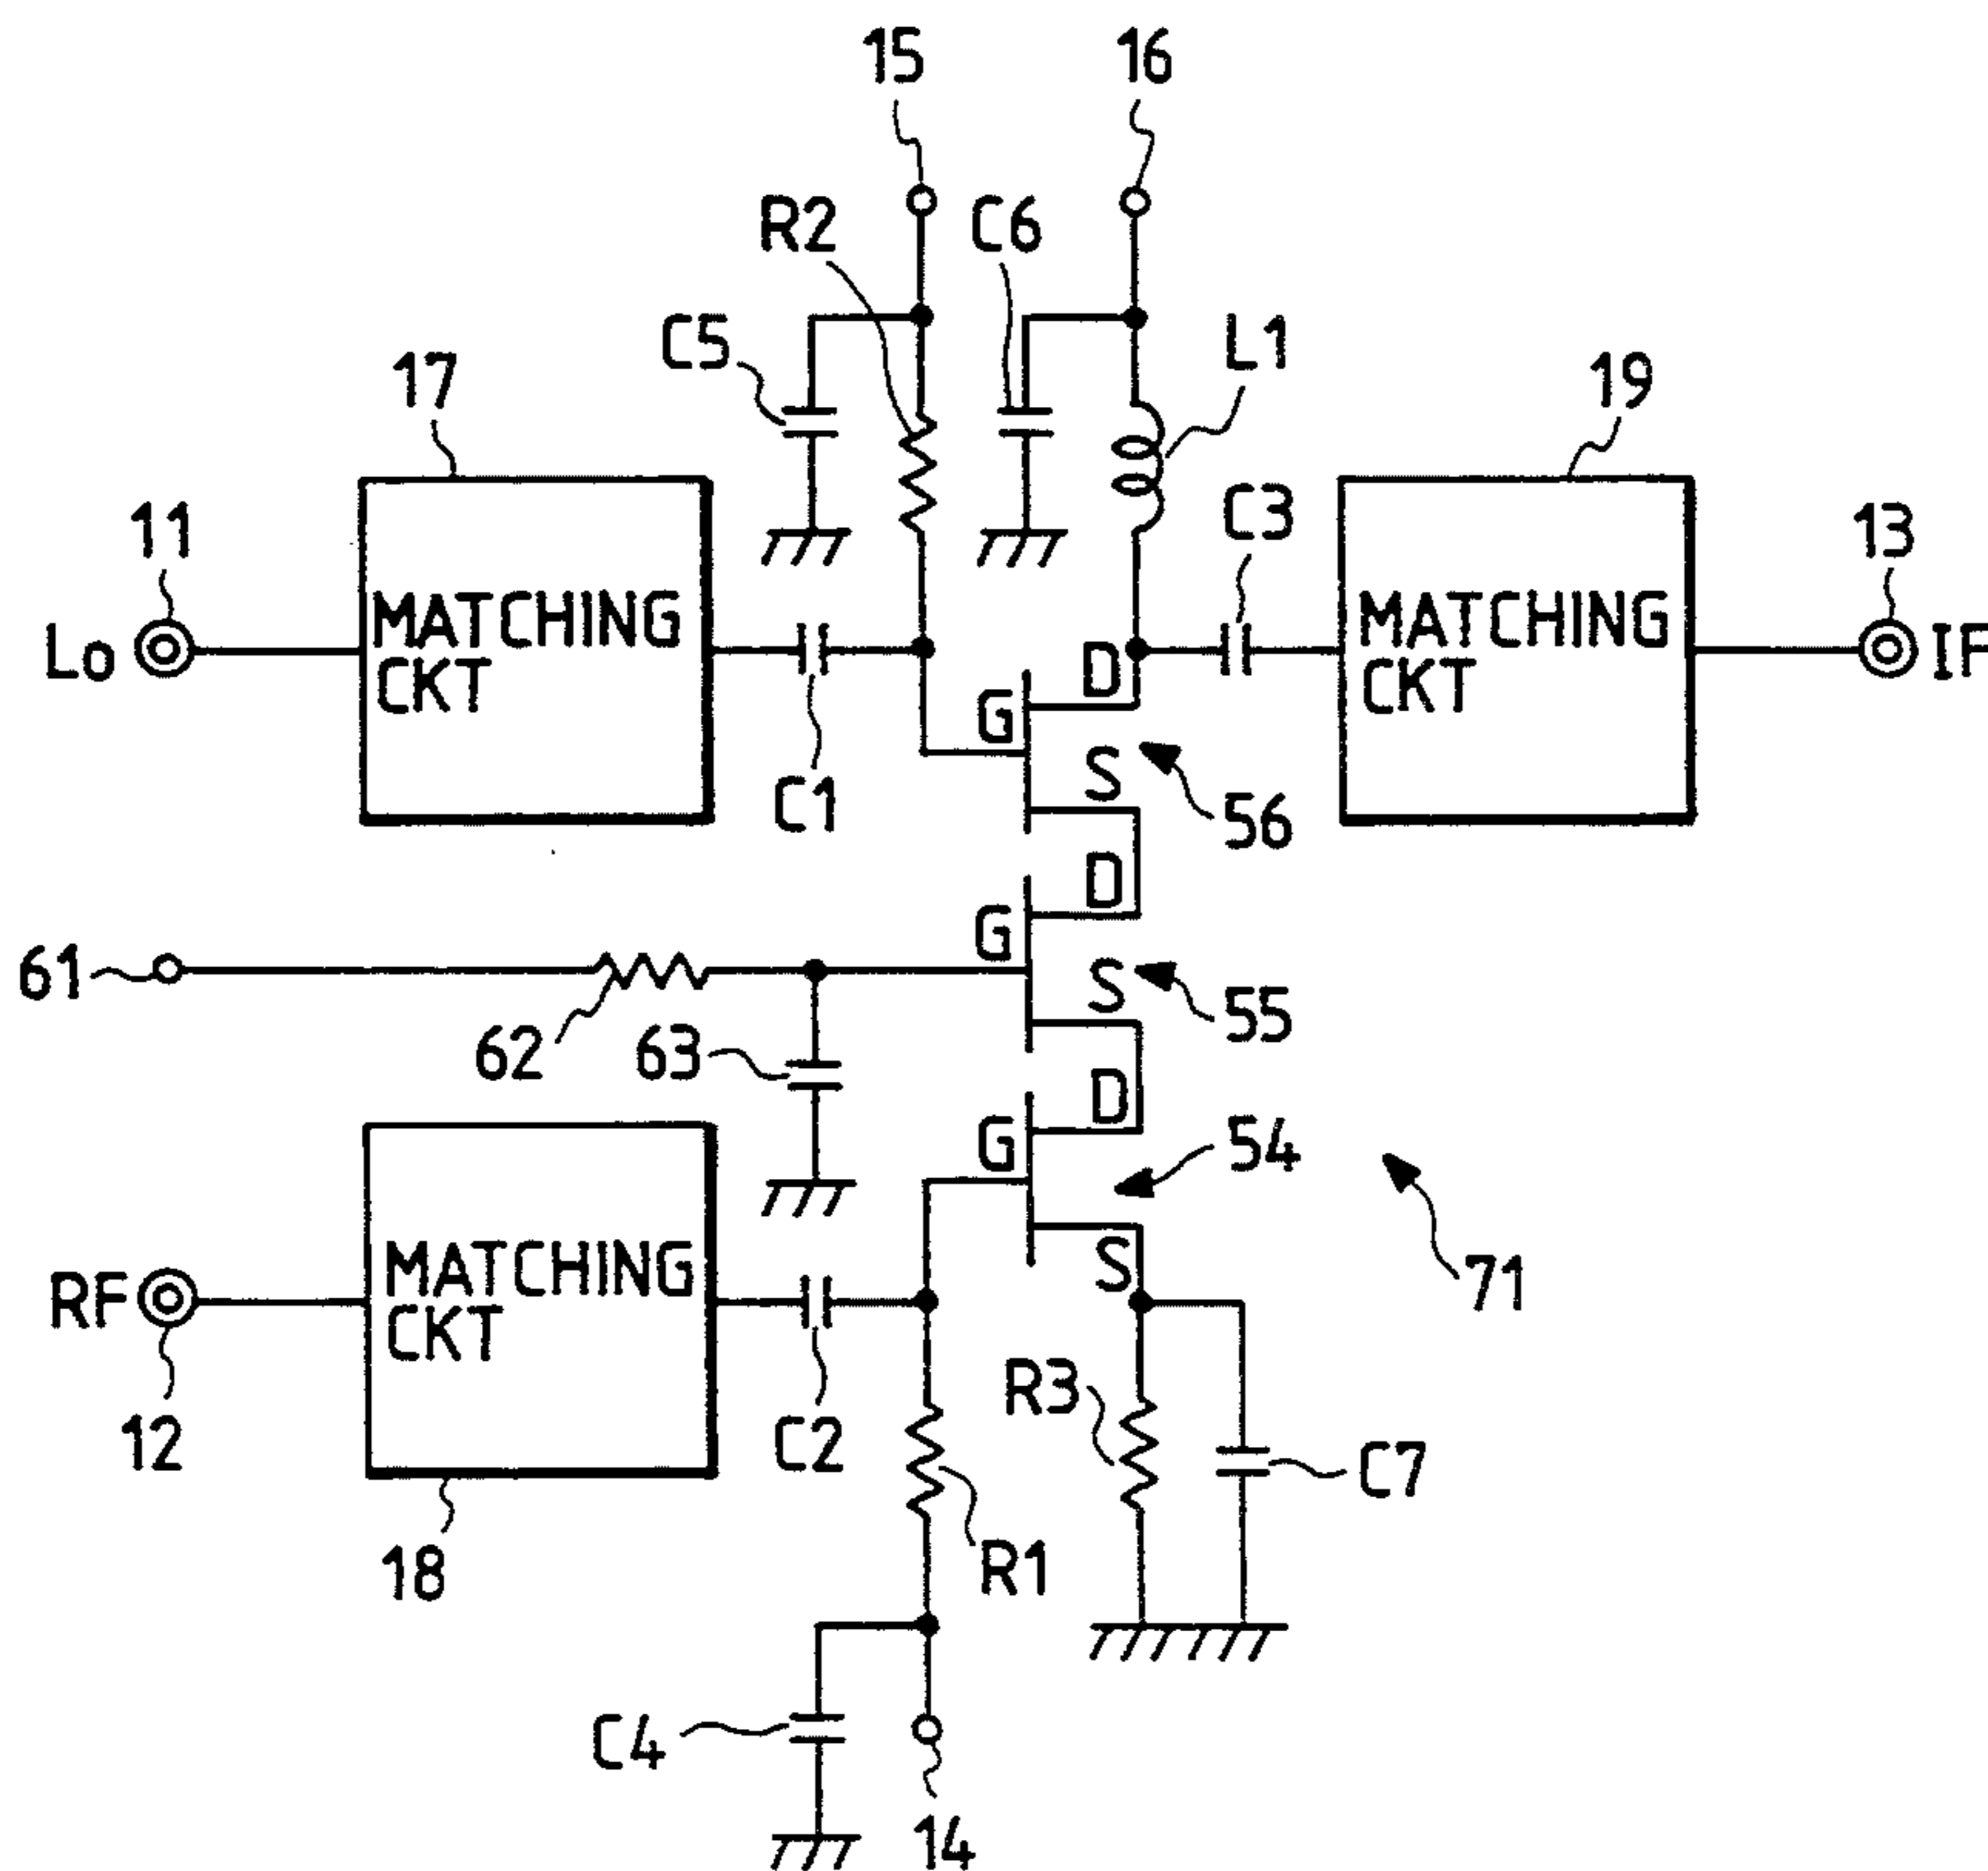 15
16
R2
C6
C5
L1
17
19
11
C3
13
Lo
MATCHING
CKT
D
MATCHING
CKT
IF
G
S
C1
56
D
G
61
S
55
62
63
D
G
54
RF
MATCHING
CKT
S
71
12
C2
R3
C7
18
R1
C4
14